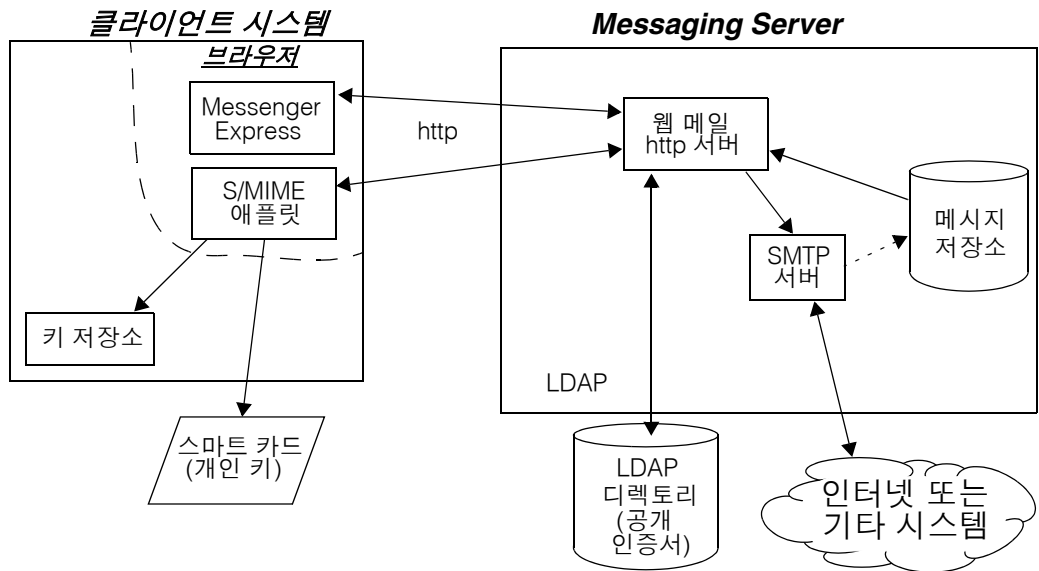 클라이언트 시스템
브라우저
Messenger
Express
S/MIME
애플릿
키 저장소
스마트 카드
(개인 키)
http
Messaging Server
웹 메일
http 서버
메시지
저장소
SMTP
서버
LDAP
LDAP
디렉토리
(공개
인증서)
인터넷 또는
기타 시스템